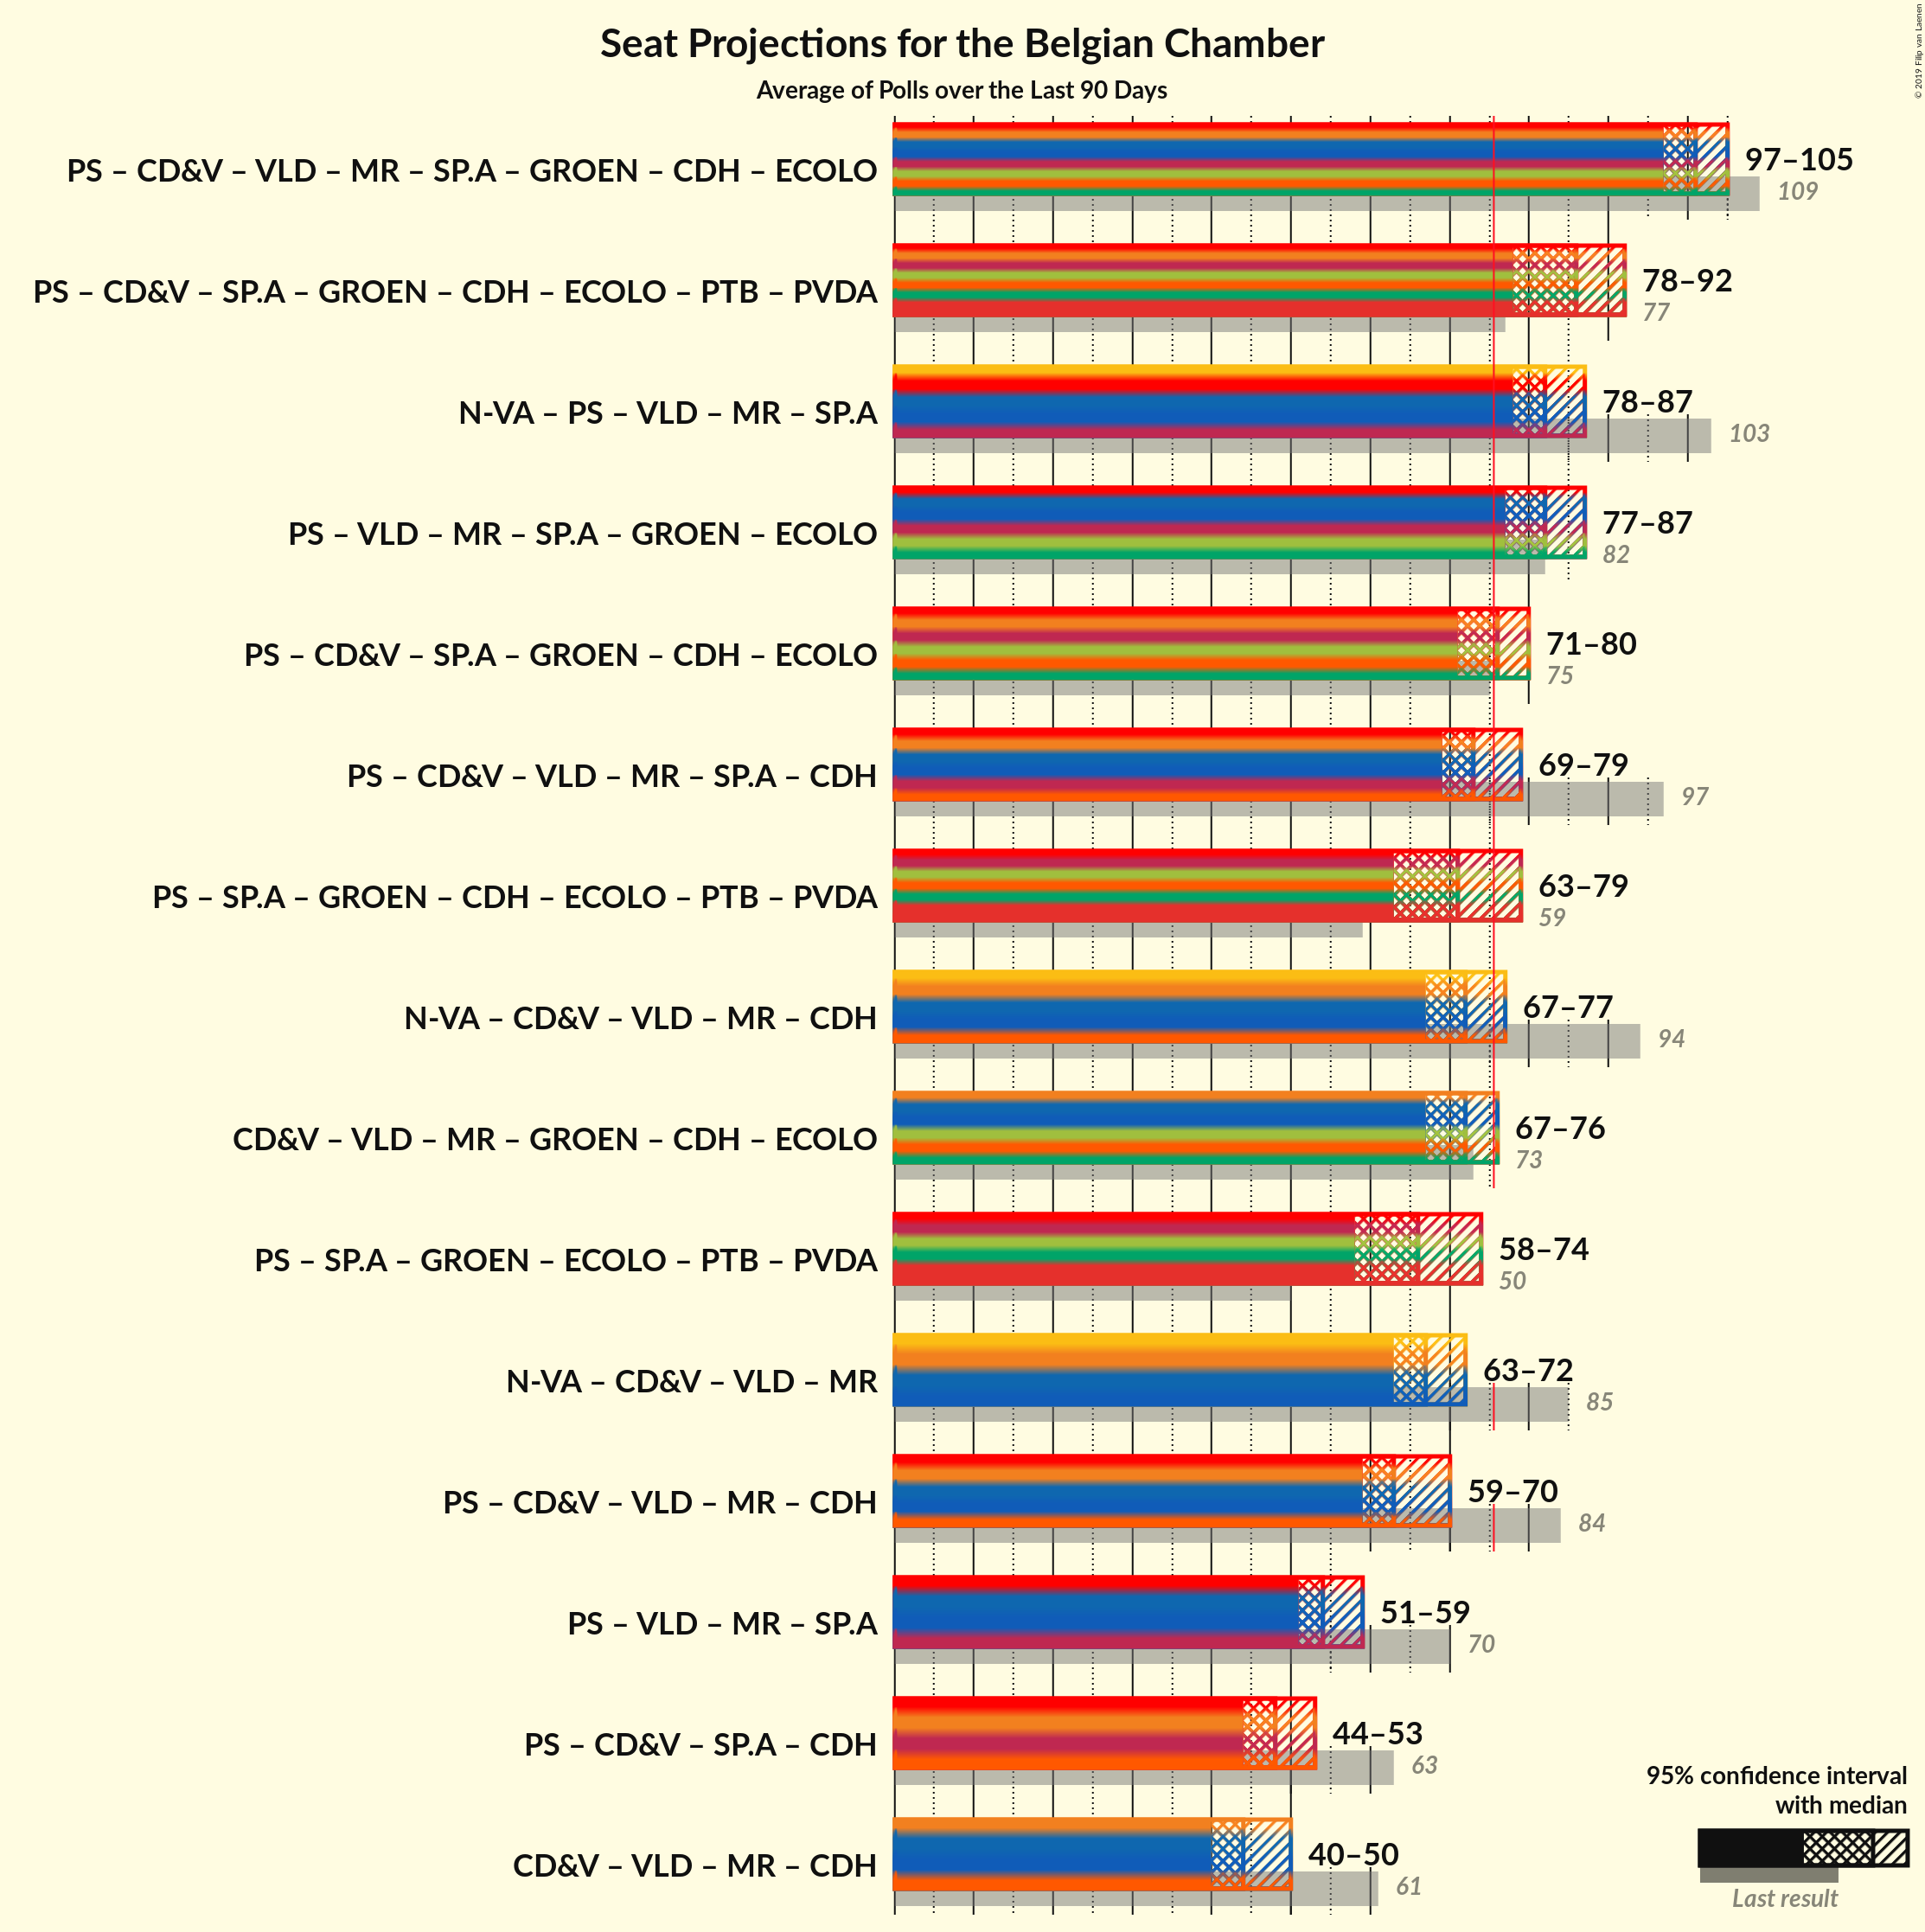 © 2019 Filip van Laenen
Seat Projections for the Belgian Chamber
Average of Polls over the Last 90 Days
PS – CD&V – VLD – MR – SP.A – GROEN – CDH – ECOLO
97–105
109
PS – CD&V – SP.A – GROEN – CDH – ECOLO – PTB – PVDA
78–92
77
N-VA – PS – VLD – MR – SP.A
78–87
103
PS – VLD – MR – SP.A – GROEN – ECOLO
77–87
82
PS – CD&V – SP.A – GROEN – CDH – ECOLO
71–80
75
PS – CD&V – VLD – MR – SP.A – CDH
69–79
97
PS – SP.A – GROEN – CDH – ECOLO – PTB – PVDA
63–79
59
N-VA – CD&V – VLD – MR – CDH
67–77
94
CD&V – VLD – MR – GROEN – CDH – ECOLO
67–76
73
PS – SP.A – GROEN – ECOLO – PTB – PVDA
58–74
50
N-VA – CD&V – VLD – MR
63–72
85
PS – CD&V – VLD – MR – CDH
59–70
84
PS – VLD – MR – SP.A
51–59
70
PS – CD&V – SP.A – CDH
44–53
63
CD&V – VLD – MR – CDH
40–50
61
95% confidence interval
with median
Last result